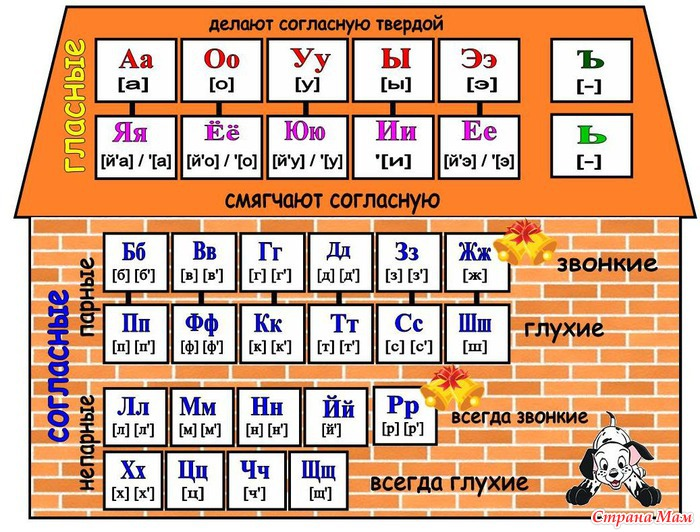 делают согласную твердой
гласные
Аа Оо Уу Ы Ээ Ъ
[а] [о] [у] [ы] [э] [-]
Яя Ёё Юю Ии Ее Ь
[й'а] / '[а] [й'о] / '[о] [й'у] / '[у] '[и] [й'э] / '[э] [-]
смягчают согласную
согласные
парные
Бб Вв Гг Дд Зз Жж
[б] [б'] [в] [в'] [г] [г'] [д] [д'] [з] [з'] [ж]
звонкие
Пп Фф Кк Тт Сс Шш
[п] [п'] [ф] [ф'] [к] [к'] [т] [т'] [с] [с'] [ш]
глухие
непарные
Лл Мм Нн Йй Рр
[л] [л'] [м] [м'] [н] [н'] [й'] [р] [р']
всегда звонкие
Хх Цц Чч Щщ
[х] [х'] [ц] [ч'] [щ']
всегда глухие
Страна Мам